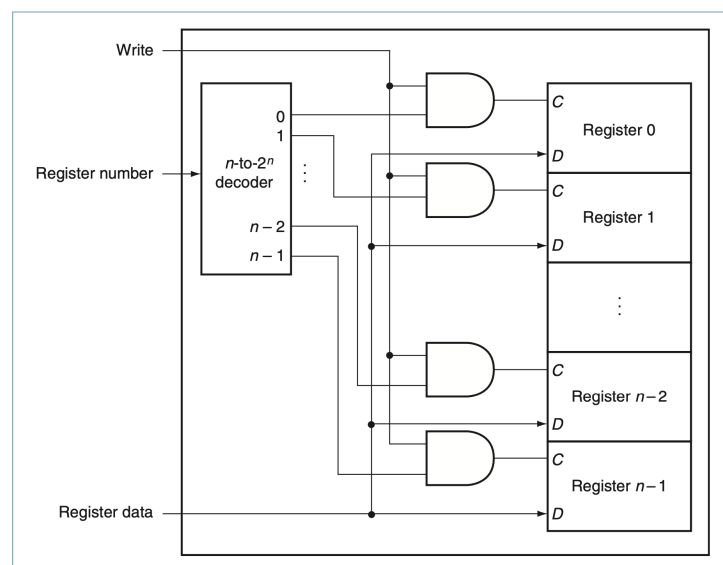 Write
0
1
n-to-2ⁿ
decoder
⋮
n – 2
n – 1
Register number
Register data
C
Register 0
D
C
Register 1
D
⋮
C
Register n – 2
D
C
Register n – 1
D